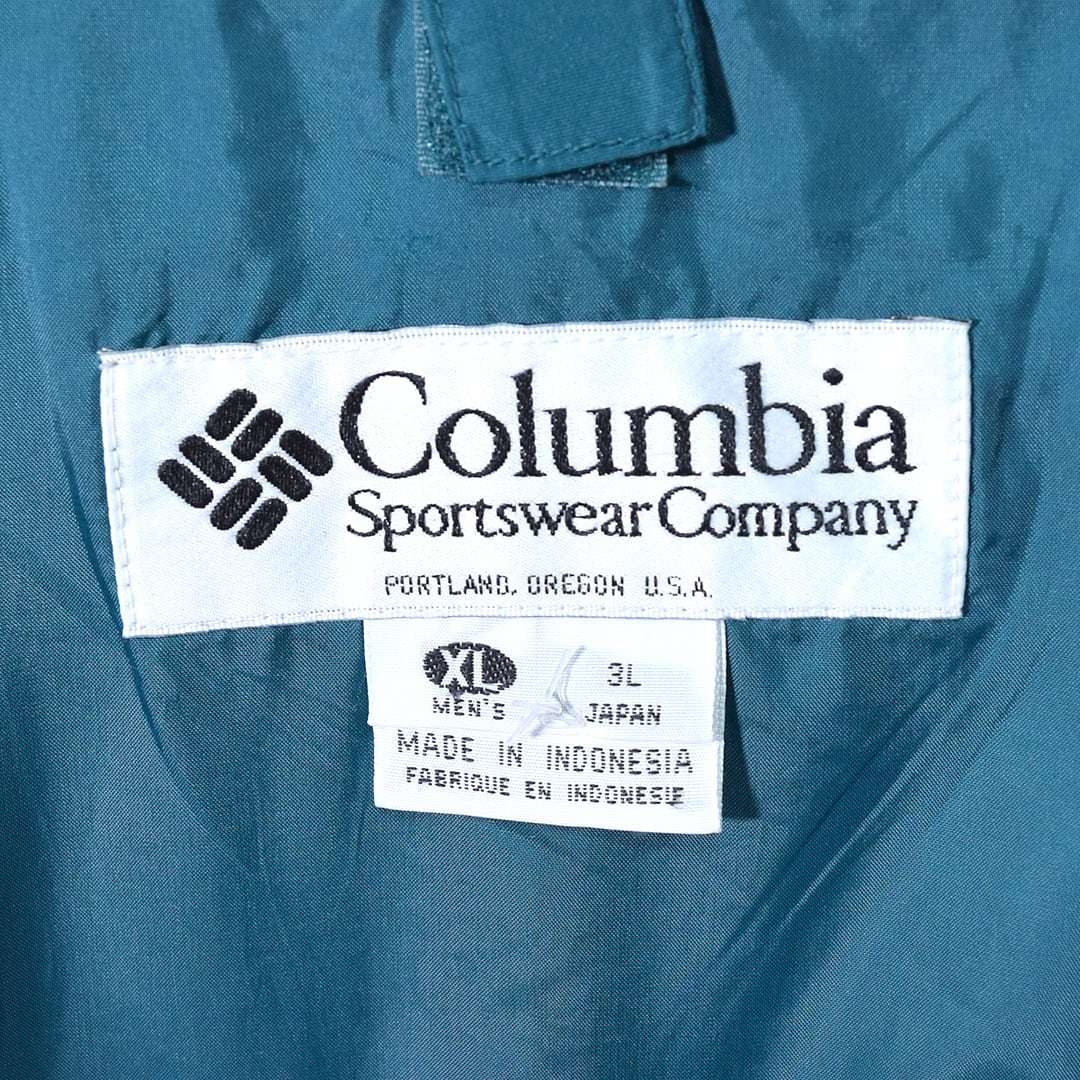 Columbia
Sportswear Company
PORTLAND, OREGON U.S.A.
XL 3L
MEN'S JAPAN
MADE IN INDONESIA
FABRIQUE EN INDONESIE